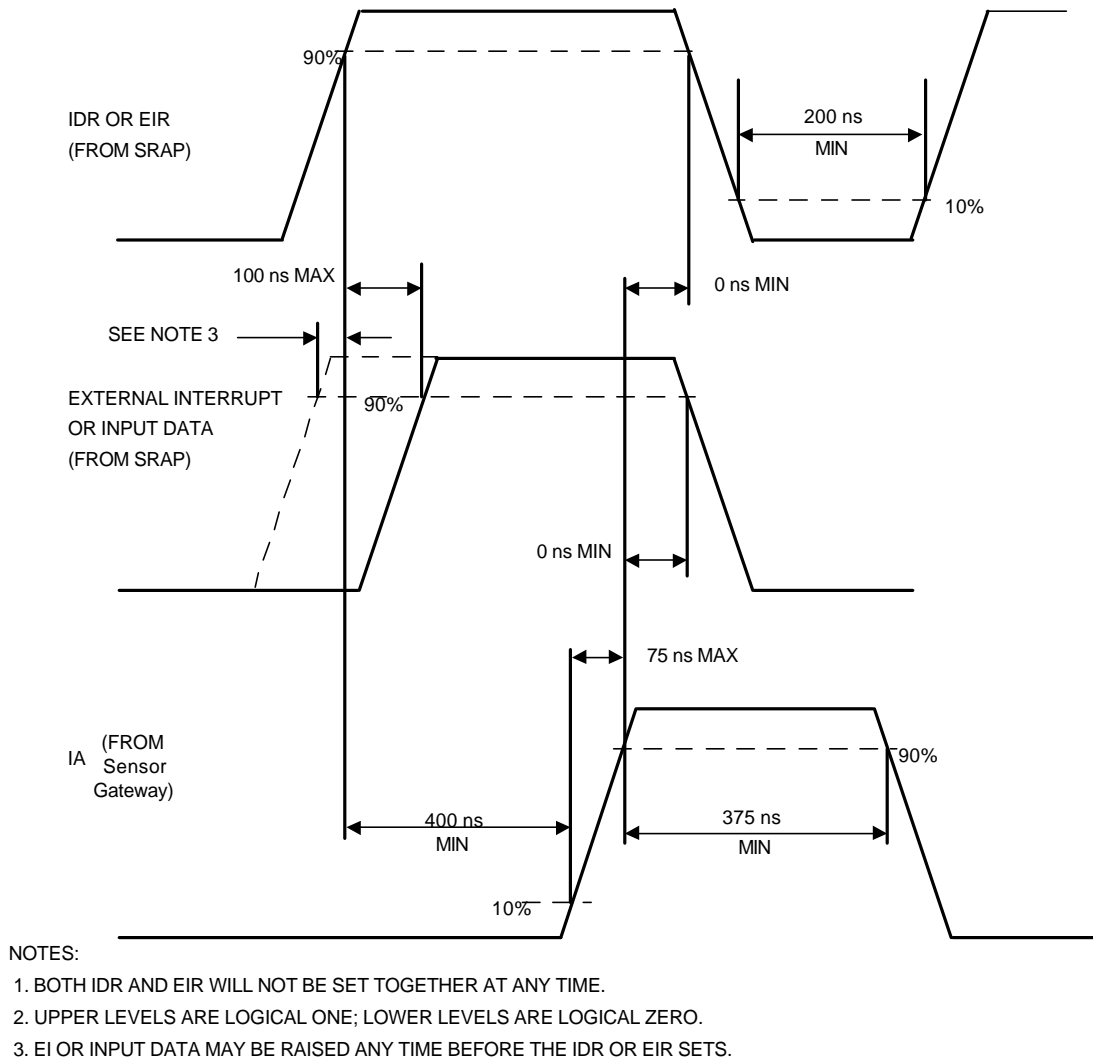 90%
IDR OR EIR
(FROM SRAP)
200 ns
MIN
10%
100 ns MAX
0 ns MIN
SEE NOTE 3
EXTERNAL INTERRUPT
OR INPUT DATA
(FROM SRAP)
90%
0 ns MIN
75 ns MAX
IA (FROM
Sensor
Gateway)
90%
400 ns
MIN
375 ns
MIN
10%
NOTES:
1. BOTH IDR AND EIR WILL NOT BE SET TOGETHER AT ANY TIME.
2. UPPER LEVELS ARE LOGICAL ONE; LOWER LEVELS ARE LOGICAL ZERO.
3. EI OR INPUT DATA MAY BE RAISED ANY TIME BEFORE THE IDR OR EIR SETS.